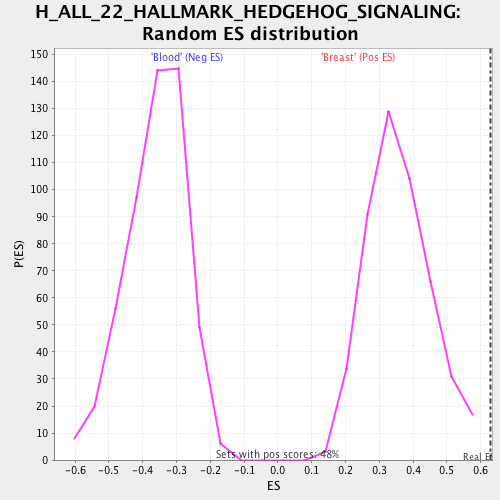 H_ALL_22_HALLMARK_HEDGEHOG_SIGNALING:
Random ES distribution
'Blood' (Neg ES) 'Breast' (Pos ES)
150
140
130
120
110
100
90
80
70
60
50
40
30
20
10
0
P(ES)
Sets with pos scores: 48%
Real E
-0.6 -0.5 -0.4 -0.3 -0.2 -0.1 0.0 0.1 0.2 0.3 0.4 0.5 0.6
ES